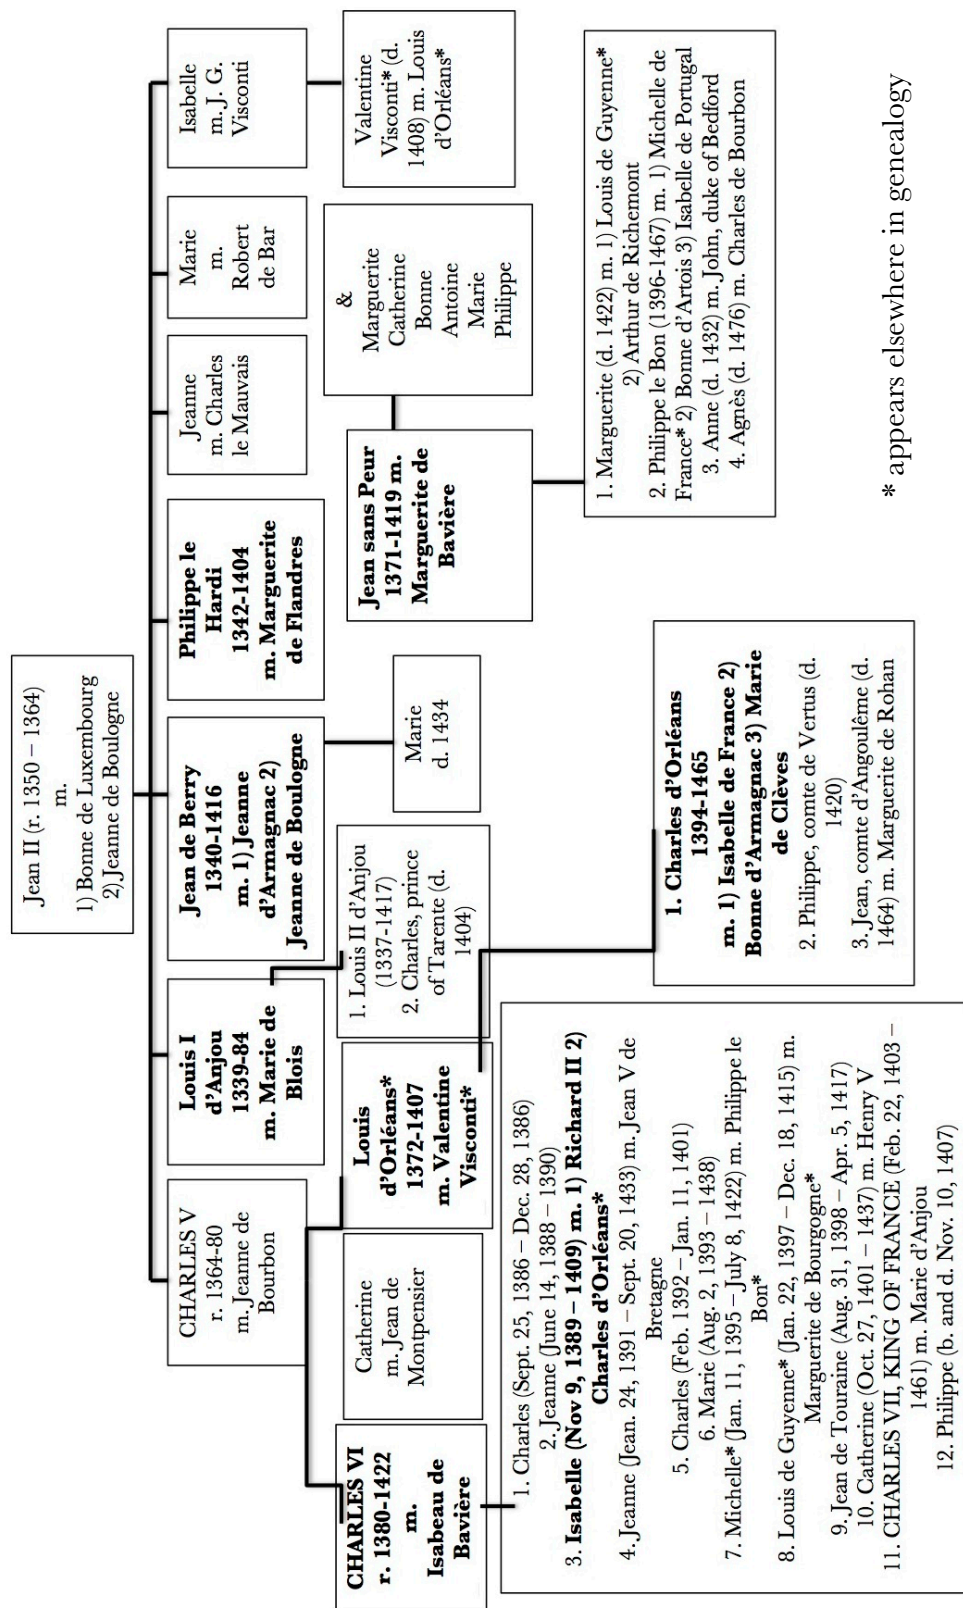 Jean II (r. 1350 – 1364)
m.
1) Bonne de Luxembourg
2) Jeanne de Boulogne
CHARLES V
r. 1364-80
m. Jeanne de
Bourbon
Louis I
d'Anjou
1339-84
m. Marie de
Blois
Jean de Berry
1340-1416
m. 1) Jeanne
d'Armagnac 2)
Jeanne de Boulogne
Philippe le
Hardi
1342-1404
m. Marguerite
de Flandres
Jeanne
m. Charles
le Mauvais
Marie
m.
Robert
de Bar
Isabelle
m. J. G.
Visconti
CHARLES VI
r. 1380-1422
m.
Isabeau de
Bavière
Catherine
m. Jean de
Montpensier
Louis
d'Orléans*
1372-1407
m. Valentine
Visconti*
1. Louis II d'Anjou
(1337-1417)
2. Charles, prince
of Tarente (d.
1404)
Marie
d. 1434
Jean sans Peur
1371-1419 m.
Marguerite de
Bavière
&
Marguerite
Catherine
Bonne
Antoine
Marie
Philippe
Valentine
Visconti* (d.
1408) m. Louis
d'Orléans*
1. Charles (Sept. 25, 1386 – Dec. 28, 1386)
2. Jeanne (June 14, 1388 – 1390)
3. Isabelle (Nov 9, 1389 – 1409) m. 1) Richard II 2)
Charles d'Orléans*
4. Jeanne (Jean. 24, 1391 – Sept. 20, 1433) m. Jean V de
Bretagne
5. Charles (Feb. 1392 – Jan. 11, 1401)
6. Marie (Aug. 2, 1393 – 1438)
7. Michelle* (Jan. 11, 1395 – July 8, 1422) m. Philippe le
Bon*
8. Louis de Guyenne* (Jan. 22, 1397 – Dec. 18, 1415) m.
Marguerite de Bourgogne*
9. Jean de Touraine (Aug. 31, 1398 – Apr. 5, 1417)
10. Catherine (Oct. 27, 1401 – 1437) m. Henry V
11. CHARLES VII, KING OF FRANCE (Feb. 22, 1403 –
1461) m. Marie d'Anjou
12. Philippe (b. and d. Nov. 10, 1407)
1. Charles d'Orléans
1394-1465
m. 1) Isabelle de France 2)
Bonne d'Armagnac 3) Marie
de Clèves
2. Philippe, comte de Vertus (d.
1420)
3. Jean, comte d'Angoulême (d.
1464) m. Marguerite de Rohan
1. Marguerite (d. 1422) m. 1) Louis de Guyenne*
2) Arthur de Richemont
2. Philippe le Bon (1396-1467) m. 1) Michelle de
France* 2) Bonne d'Artois 3) Isabelle de Portugal
3. Anne (d. 1432) m. John, duke of Bedford
4. Agnès (d. 1476) m. Charles de Bourbon
* appears elsewhere in genealogy